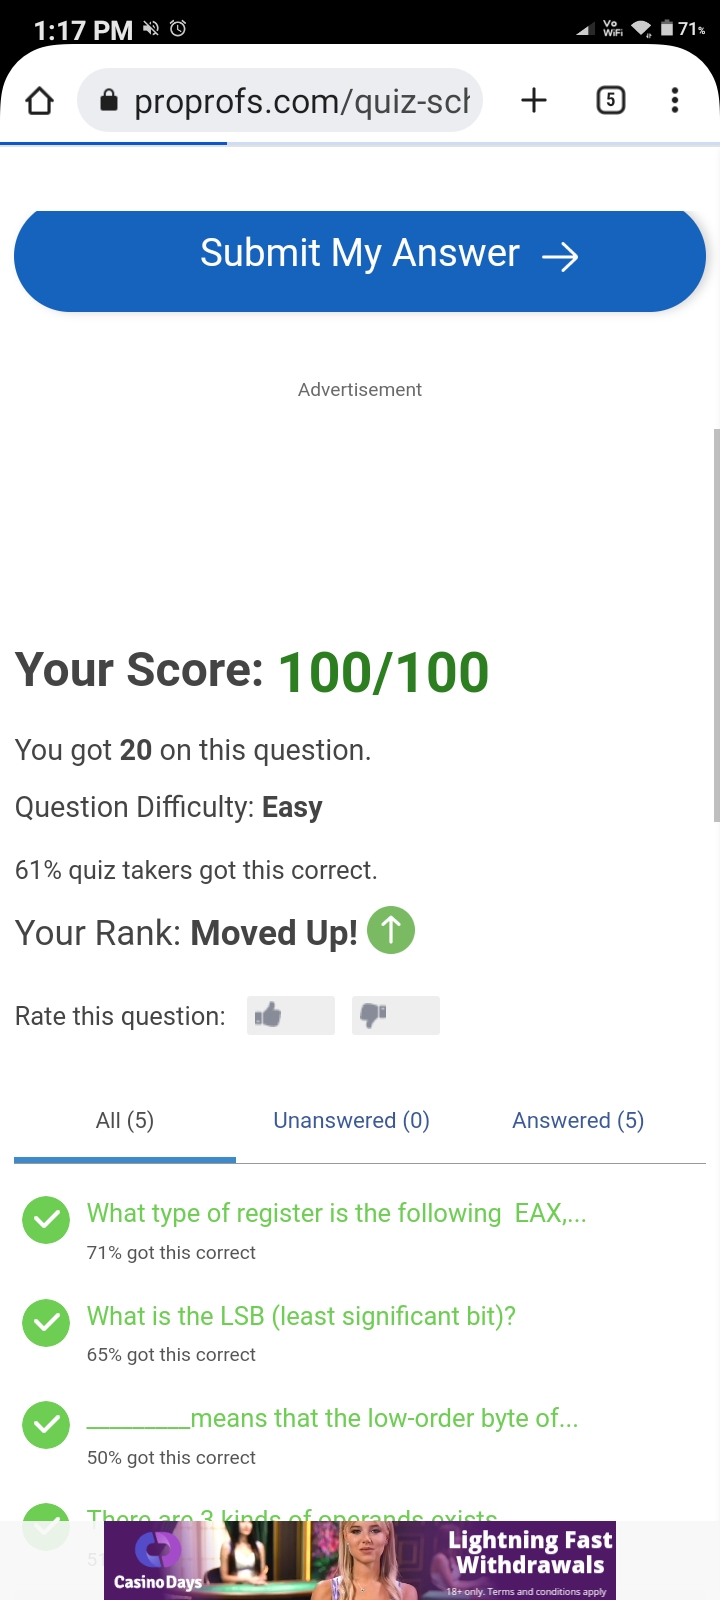 1:17 PM
Vo
WiFi
71%
proprofs.com/quiz-sch
5
Submit My Answer
Advertisement
Your Score: 100/100
You got 20 on this question.
Question Difficulty: Easy
61% quiz takers got this correct.
Your Rank: Moved Up!
Rate this question:
All (5)
Unanswered (0)
Answered (5)
What type of register is the following EAX,...
71% got this correct
What is the LSB (least significant bit)?
65% got this correct
_________means that the low-order byte of...
50% got this correct
There are 3 kinds of operands exists
CasinoDays
Lightning Fast
Withdrawals
18+ only. Terms and conditions apply